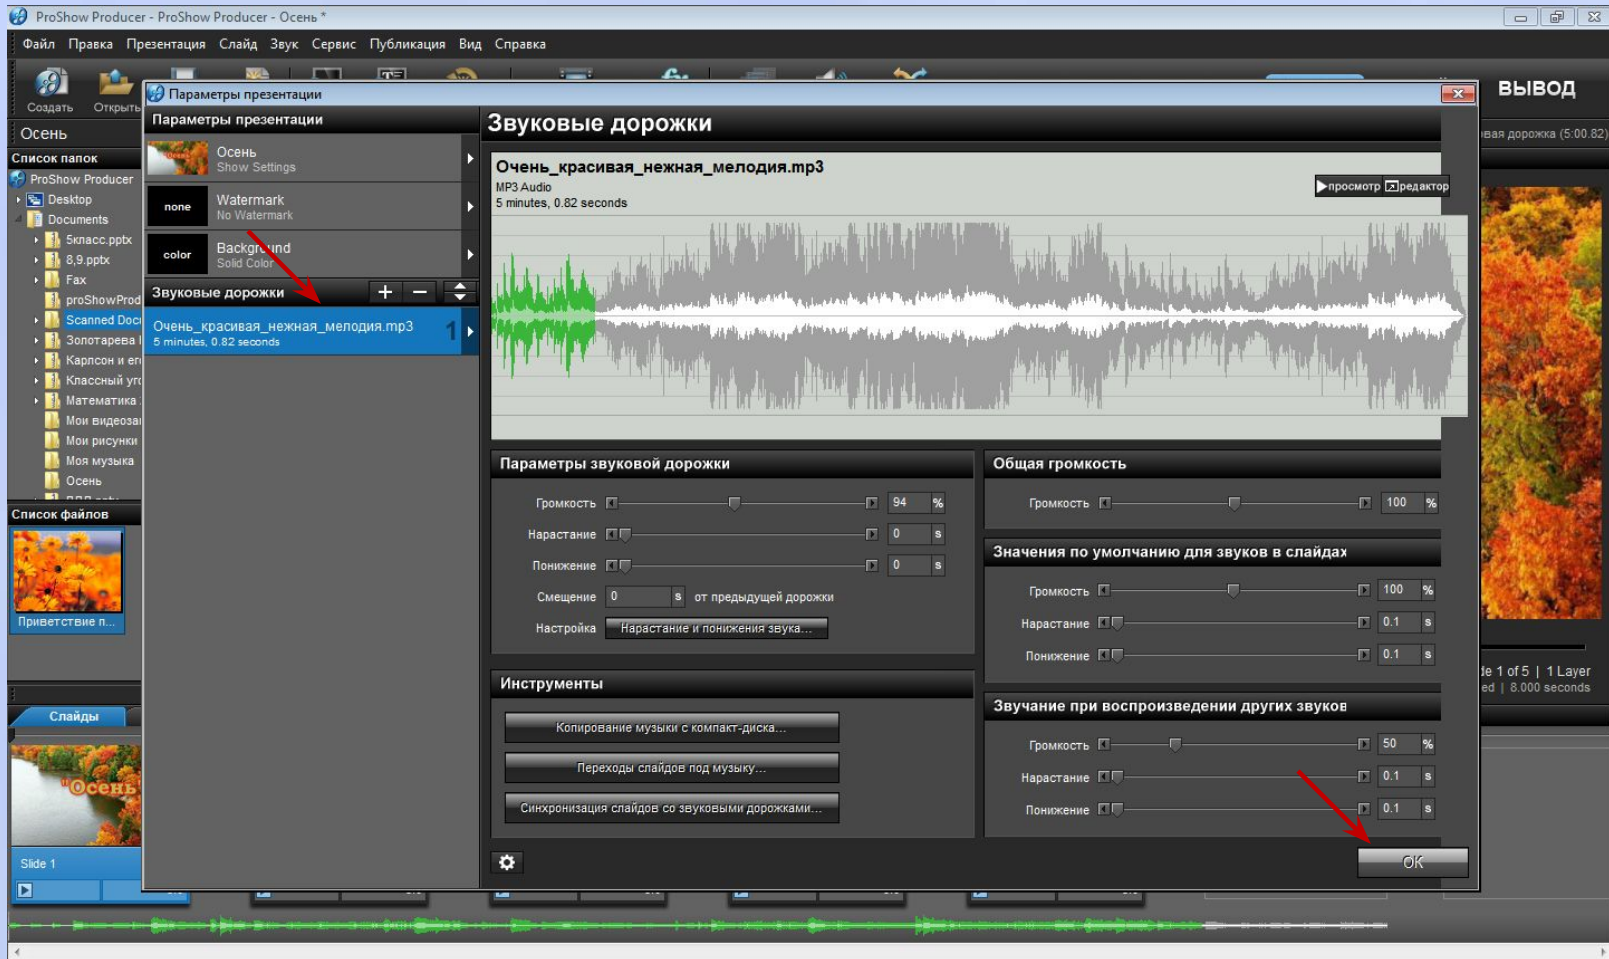 ProShow Producer - ProShow Producer - Осень *
Файл Правка Презентация Слайд Звук Сервис Публикация Вид Справка
Создать Открыть
ВЫВОД
Осень
вая дорожка (5:00.82)
Список папок
ProShow Producer
Desktop
Documents
5класс.pptx
8,9.pptx
Fax
proShowProd
Scanned Docu
Золотарева
Карлсон и ег
Классный уг
Математика
Мои видеоза
Мои рисунки
Моя музыка
Осень
Список файлов
Приветствие п...
Параметры презентации
Параметры презентации
Осень
Show Settings
none
Watermark
No Watermark
color
Background
Solid Color
Звуковые дорожки
Очень_красивая_нежная_мелодия.mp3
5 minutes, 0.82 seconds
1
Звуковые дорожки
Очень_красивая_нежная_мелодия.mp3
MP3 Audio
5 minutes, 0.82 seconds
просмотр редактор
Параметры звуковой дорожки
Громкость 94 %
Нарастание 0 s
Понижение 0 s
Смещение 0 s от предыдущей дорожки
Настройка Нарастание и понижения звука...
Инструменты
Копирование музыки с компакт-диска...
Переходы слайдов под музыку...
Синхронизация слайдов со звуковыми дорожками...
Общая громкость
Громкость 100 %
Значения по умолчанию для звуков в слайдах
Громкость 100 %
Нарастание 0.1 s
Понижение 0.1 s
Звучание при воспроизведении других звуков
Громкость 50 %
Нарастание 0.1 s
Понижение 0.1 s
OK
de 1 of 5 | 1 Layer
ed | 8.000 seconds
Слайды
"Осень
Slide 1